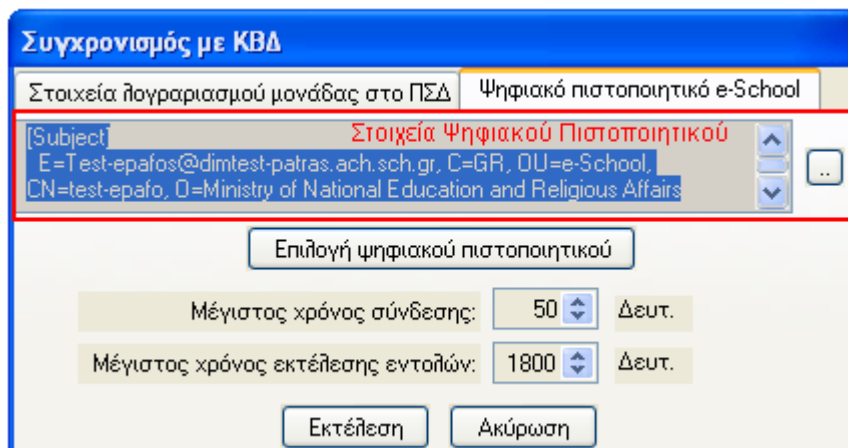 Συγχρονισμός με ΚΒΔ
Στοιχεία λογραριασμού μονάδας στο ΠΣΔ Ψηφιακό πιστοποιητικό e-School
[Subject] Στοιχεία Ψηφιακού Πιστοποιητικού
E=Test-epafos@dimtest-patras.ach.sch.gr, C=GR, OU=e-School,
CN=test-epafo, O=Ministry of National Education and Religious Affairs
..
Επιλογή ψηφιακού πιστοποιητικού
Μέγιστος χρόνος σύνδεσης: 50 Δευτ.
Μέγιστος χρόνος εκτέλεσης εντολών: 1800 Δευτ.
Εκτέλεση Ακύρωση